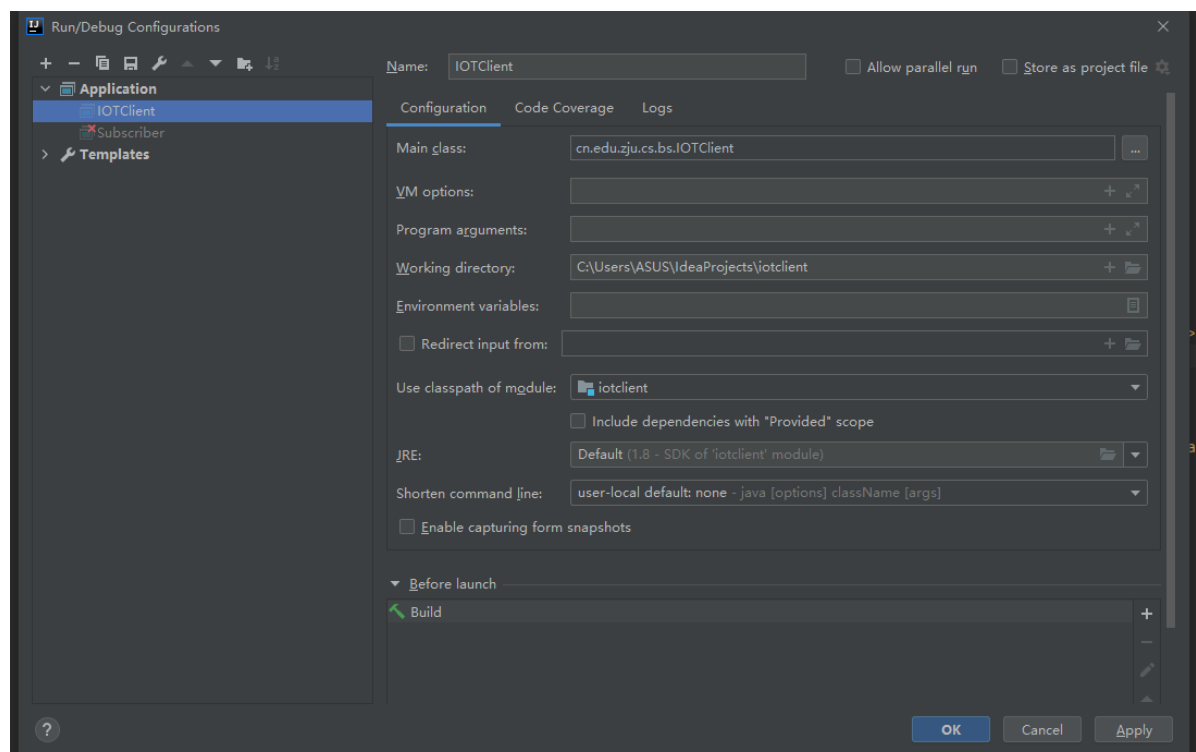 Run/Debug Configurations
Name: IOTClient Allow parallel run Store as project file
Application
IOTClient
Subscriber
Templates
Configuration Code Coverage Logs
Main class: cn.edu.zju.cs.bs.IOTClient ...
VM options:
Program arguments:
Working directory: C:\Users\ASUS\IdeaProjects\iotclient
Environment variables:
Redirect input from:
Use classpath of module: iotclient
Include dependencies with "Provided" scope
JRE: Default (1.8 - SDK of 'iotclient' module)
Shorten command line: user-local default: none - java [options] className [args]
Enable capturing form snapshots
Before launch
Build
? OK Cancel Apply